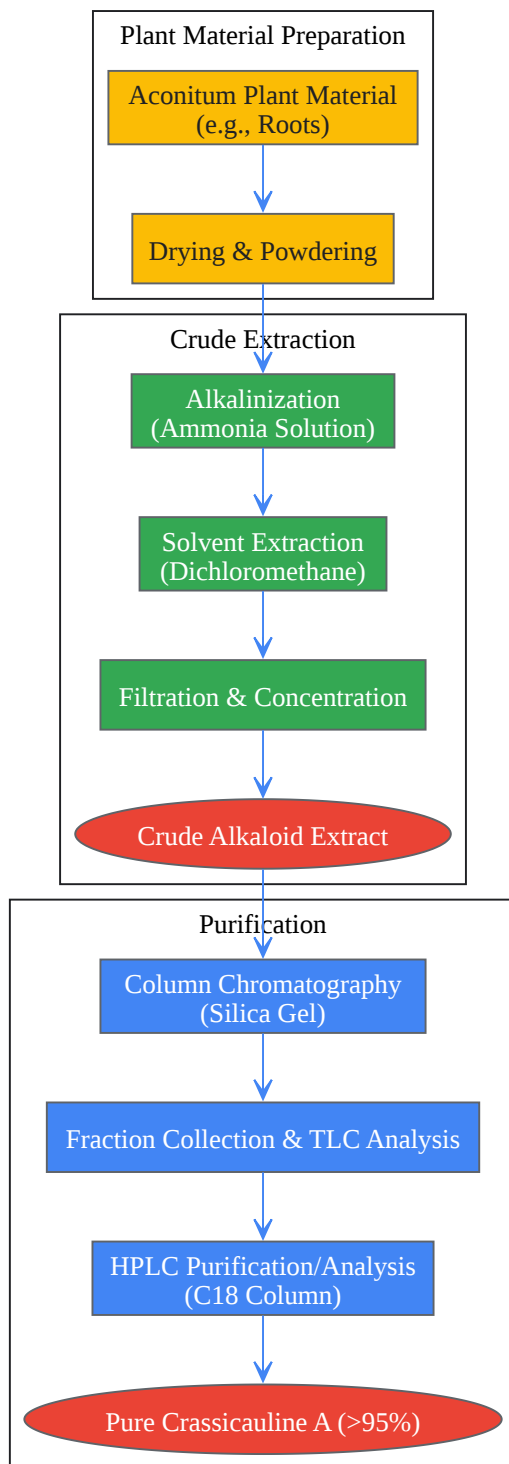 Plant Material Preparation
Aconitum Plant Material
(e.g., Roots)
Drying & Powdering
Crude Extraction
Alkalinization
(Ammonia Solution)
Solvent Extraction
(Dichloromethane)
Filtration & Concentration
Crude Alkaloid Extract
Purification
Column Chromatography
(Silica Gel)
Fraction Collection & TLC Analysis
HPLC Purification/Analysis
(C18 Column)
Pure Crassicauline A (>95%)